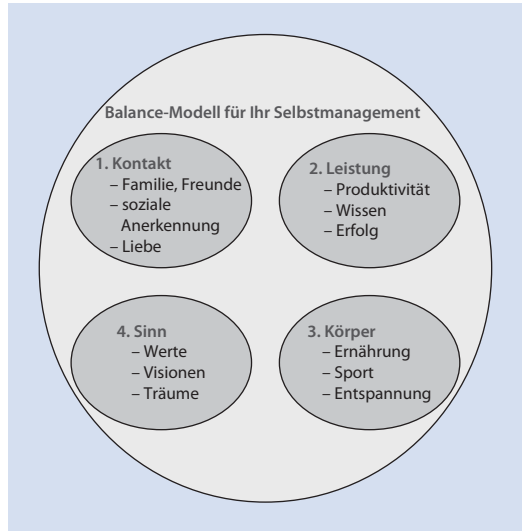 Balance-Modell für Ihr Selbstmanagement
1. Kontakt
– Familie, Freunde
– soziale
Anerkennung
– Liebe
2. Leistung
– Produktivität
– Wissen
– Erfolg
4. Sinn
– Werte
– Visionen
– Träume
3. Körper
– Ernährung
– Sport
– Entspannung